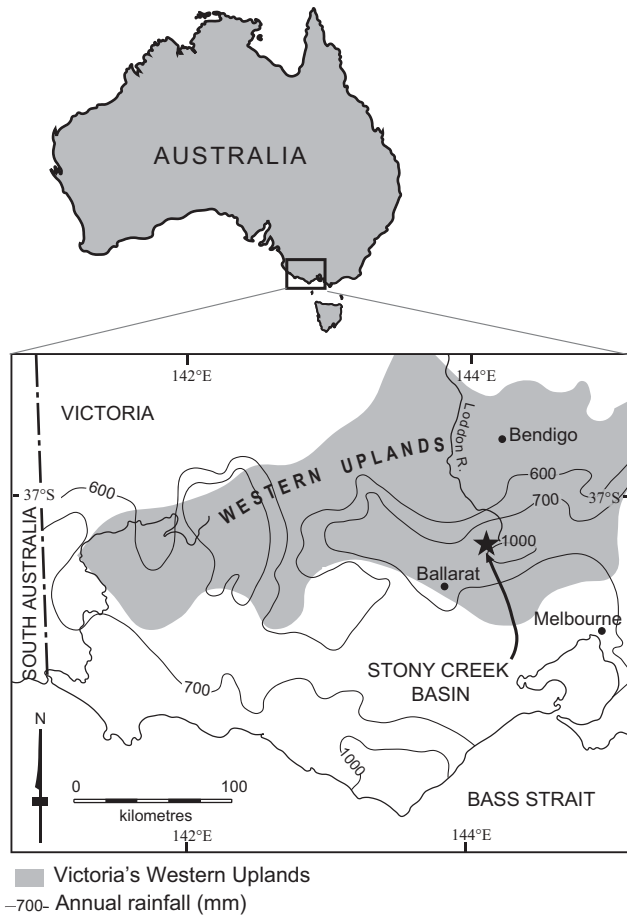 AUSTRALIA
142°E
144°E
VICTORIA
Loddon R.
Bendigo
WESTERN UPLANDS
600
600
37°S
700
37°S
1000
Ballarat
Melbourne
SOUTH AUSTRALIA
STONY CREEK
BASIN
700
N
1000
0
100
kilometres
BASS STRAIT
142°E
144°E
Victoria's Western Uplands
–700- Annual rainfall (mm)